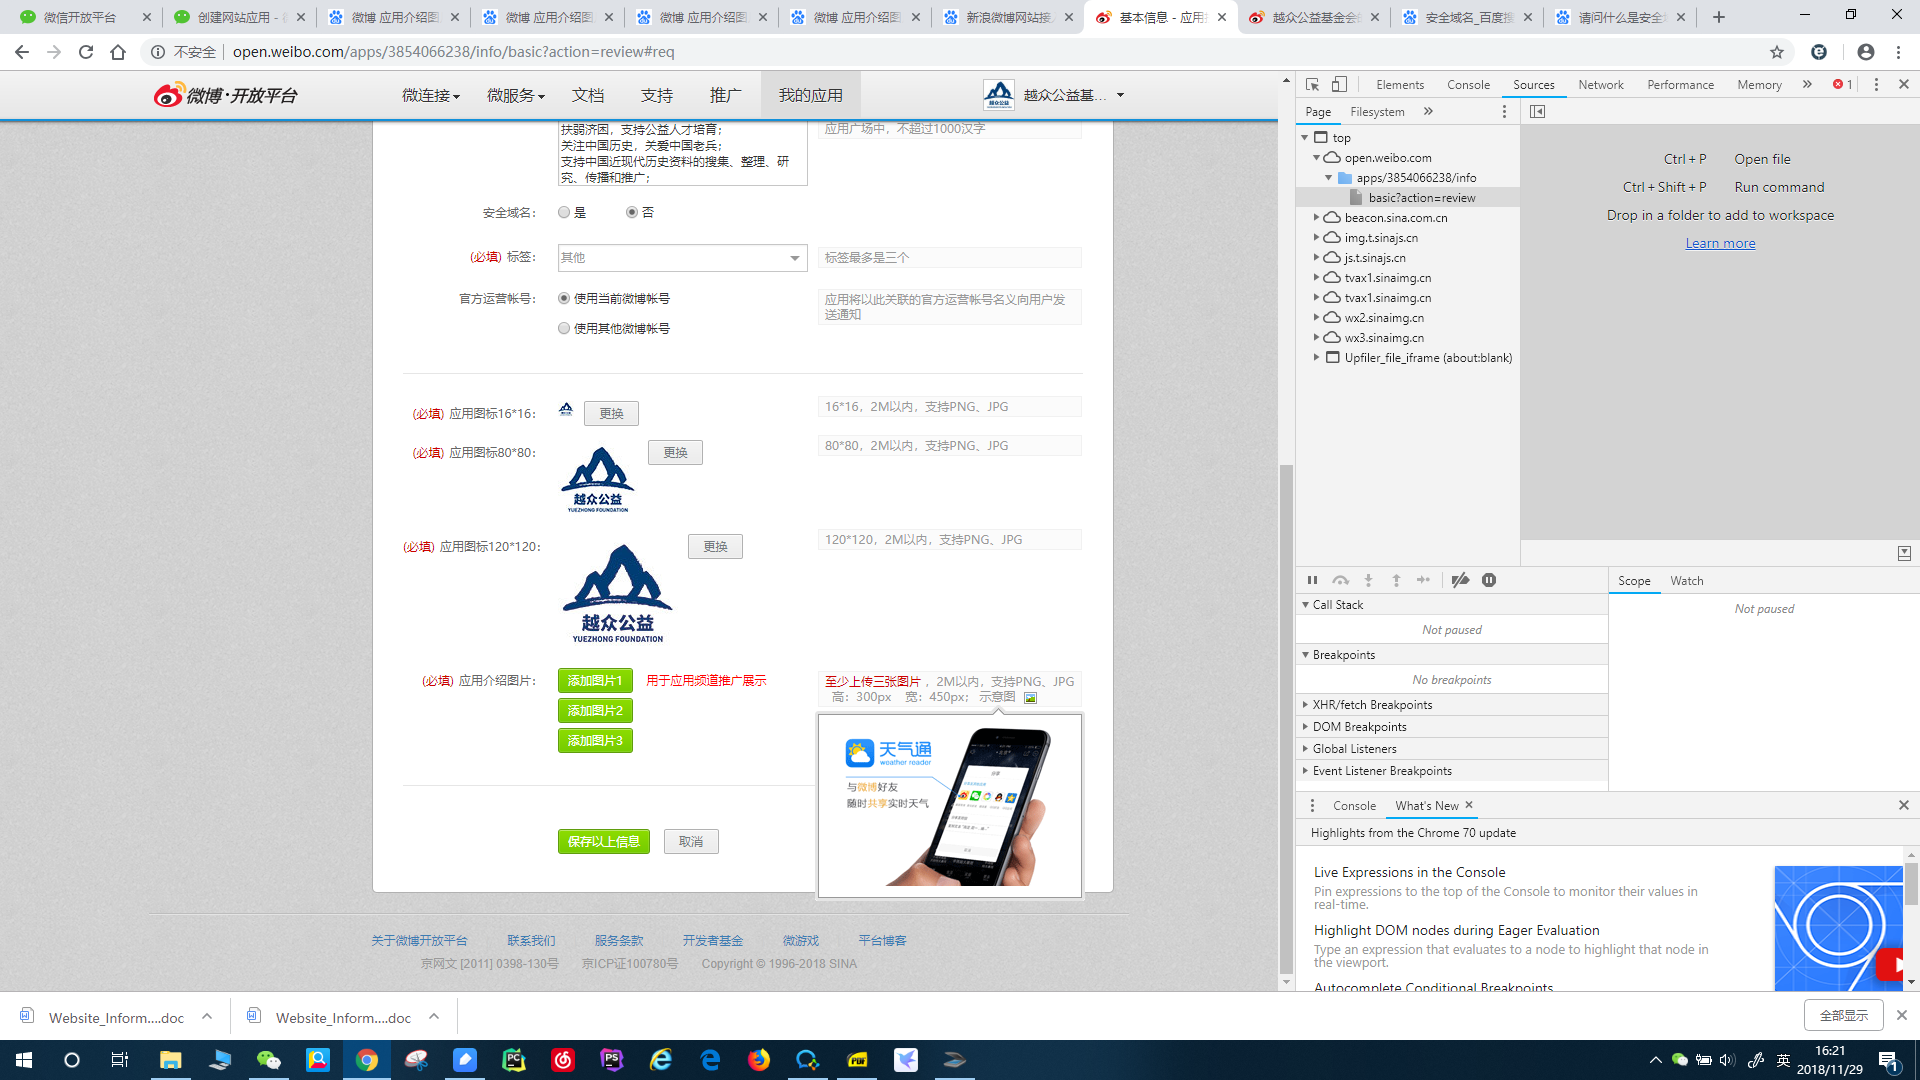 微信开放平台
创建网站应用 -
微博 应用介绍图
微博 应用介绍图
微博 应用介绍图
微博 应用介绍图
新浪微博网站接
基本信息 - 应用
越众公益基金会的
安全域名_百度搜
请问什么是安全
不安全
open.weibo.com/apps/3854066238/info/basic?action=review#req
微博·开放平台
微连接
微服务
文档
支持
推广
我的应用
越众公益基...
扶弱济困，支持公益人才培育；
关注中国历史，关爱中国老兵；
支持中国近现代历史资料的搜集、整理、研
究、传播和推广；
应用广场中，不超过1000汉字
安全域名：
是
否
(必填) 标签：
其他
标签最多是三个
官方运营帐号：
使用当前微博帐号
使用其他微博帐号
应用将以此关联的官方运营帐号名义向用户发
送通知
(必填) 应用图标16*16：
更换
16*16，2M以内，支持PNG、JPG
(必填) 应用图标80*80：
越众公益
YUEZHONG FOUNDATION
更换
80*80，2M以内，支持PNG、JPG
(必填) 应用图标120*120：
越众公益
YUEZHONG FOUNDATION
更换
120*120，2M以内，支持PNG、JPG
(必填) 应用介绍图片：
添加图片1
用于应用频道推广展示
添加图片2
添加图片3
至少上传三张图片 ，2M以内，支持PNG、JPG
高：300px 宽：450px； 示意图
天气通
weather reader
与微博好友
随时共享实时天气
分享
保存以上信息
取消
关于微博开放平台
联系我们
服务条款
开发者基金
微游戏
平台博客
京网文 [2011] 0398-130号
京ICP证100780号
Copyright © 1996-2018 SINA
Elements
Console
Sources
Network
Performance
Memory
1
Page
Filesystem
top
open.weibo.com
apps/3854066238/info
basic?action=review
beacon.sina.com.cn
img.t.sinajs.cn
js.t.sinajs.cn
tvax1.sinaimg.cn
tvax1.sinaimg.cn
wx2.sinaimg.cn
wx3.sinaimg.cn
Upfiler_file_iframe (about:blank)
Ctrl + P Open file
Ctrl + Shift + P Run command
Drop in a folder to add to workspace
Learn more
Call Stack
Not paused
Breakpoints
No breakpoints
XHR/fetch Breakpoints
DOM Breakpoints
Global Listeners
Event Listener Breakpoints
Scope
Watch
Not paused
Console
What's New
Highlights from the Chrome 70 update
Live Expressions in the Console
Pin expressions to the top of the Console to monitor their values in
real-time.
Highlight DOM nodes during Eager Evaluation
Type an expression that evaluates to a node to highlight that node in
the viewport.
Autocomplete Conditional Breakpoints
Website_Inform....doc
Website_Inform....doc
全部显示
PC
PS
PDF
英
16:21
2018/11/29
1